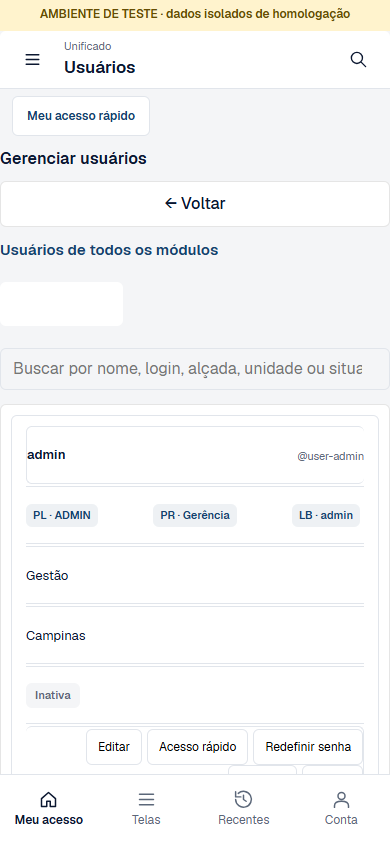 AMBIENTE DE TESTE · dados isolados de homologação
Unificado
Usuários
Meu acesso rápido
Gerenciar usuários
← Voltar
Usuários de todos os módulos
Buscar por nome, login, alçada, unidade ou situa
admin
@user-admin
PL · ADMIN
PR · Gerência
LB · admin
Gestão
Campinas
Inativa
Editar
Acesso rápido
Redefinir senha
Meu acesso
Telas
Recentes
Conta